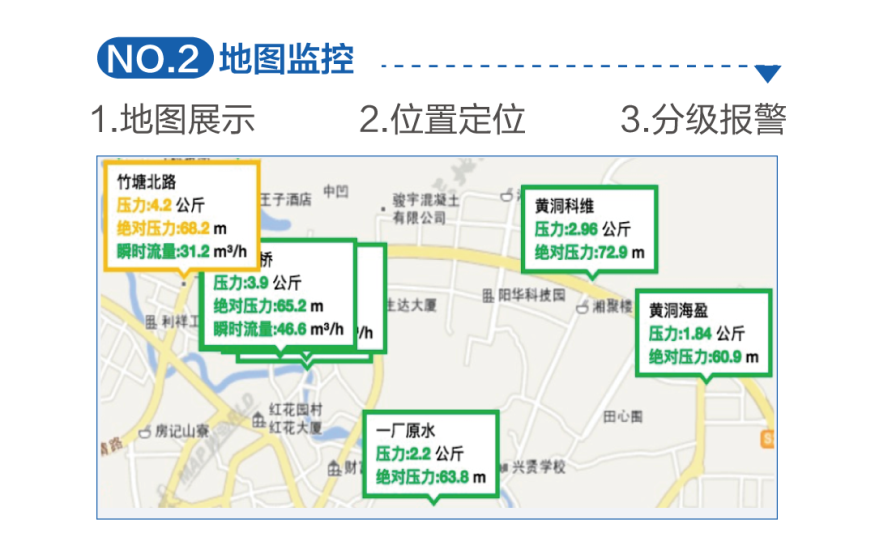 NO.2 地图监控
1.地图展示
2.位置定位
3.分级报警
竹塘北路
压力:4.2 公斤
绝对压力:68.2 m
瞬时流量:31.2 m³/h
王子酒店
中凹
骏宇混凝土
有限公司
黄洞科维
压力:2.96 公斤
绝对压力:72.9 m
桥
压力:3.9 公斤
绝对压力:65.2 m
瞬时流量:46.6 m³/h
/h
生达大厦
阳华科技园
湘聚楼
黄洞海盈
压力:1.84 公斤
绝对压力:60.9 m
利祥工
红花园村
红花大厦
房记山寮
田心围
一厂原水
压力:2.2 公斤
绝对压力:63.8 m
兴贤学校
MAP WORLD